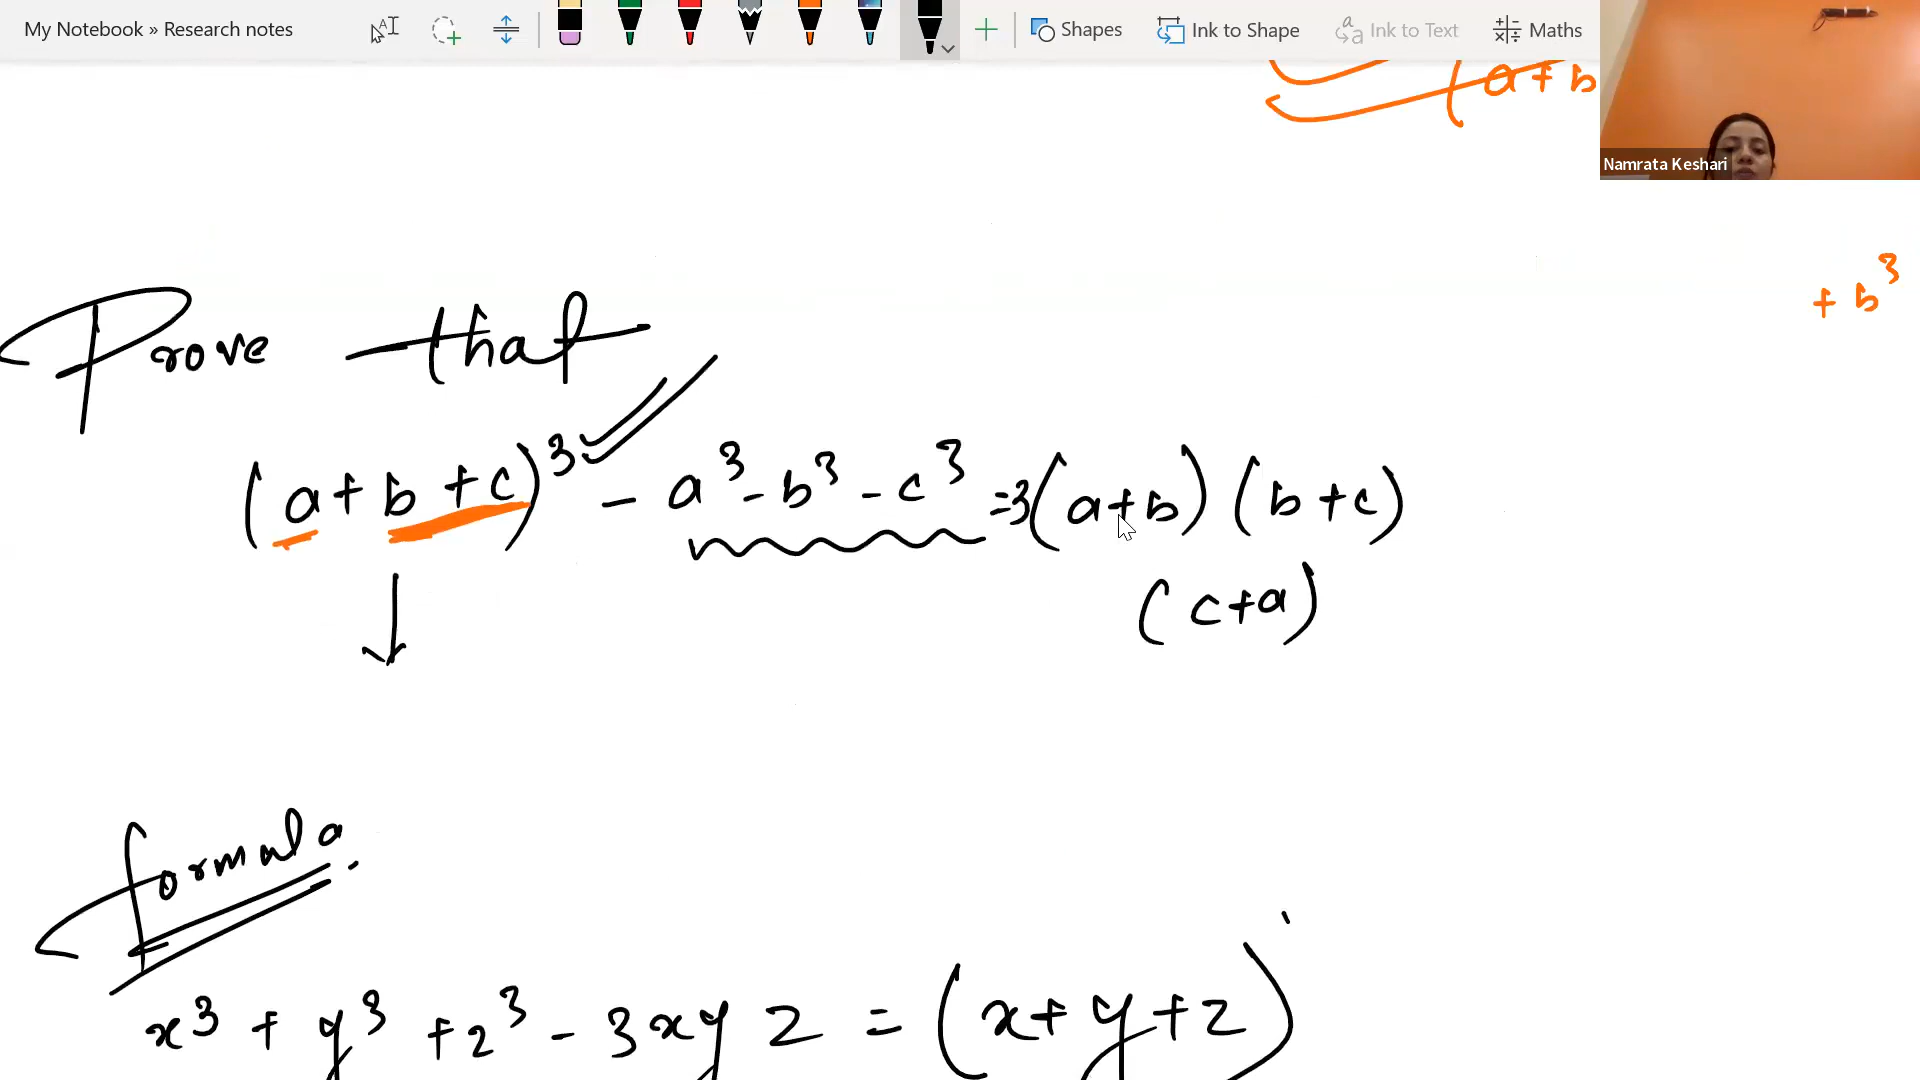 My Notebook » Research notes
Shapes Ink to Shape Ink to Text Maths
(a+b
Namrata Keshari
+ b³
Prove that
(a+b+c)³ - a³ - b³ - c³ = 3(a+b)(b+c)
(c+a)
formula.
x³ + y³ + z³ - 3xyz = (x+y+z)